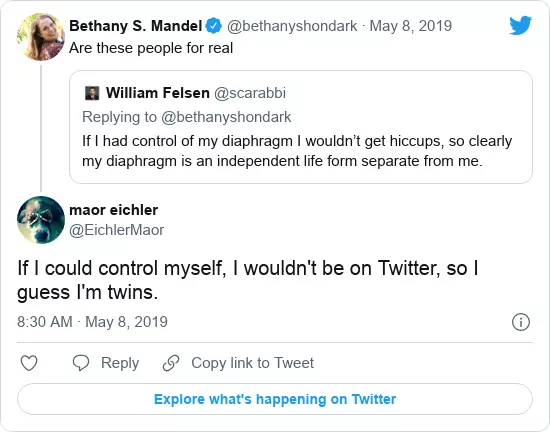 Bethany S. Mandel @bethanyshondark · May 8, 2019
Are these people for real
William Felsen @scarabbi
Replying to @bethanyshondark
If I had control of my diaphragm I wouldn’t get hiccups, so clearly
my diaphragm is an independent life form separate from me.
maor eichler
@EichlerMaor
If I could control myself, I wouldn't be on Twitter, so I
guess I'm twins.
8:30 AM · May 8, 2019
Reply Copy link to Tweet
Explore what's happening on Twitter